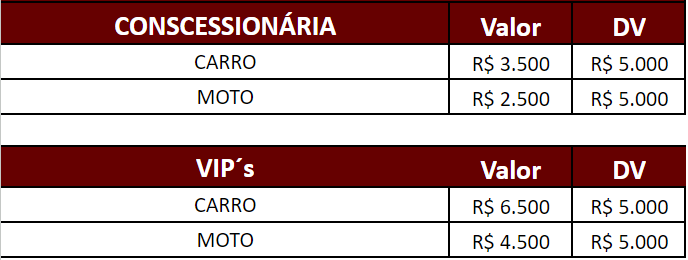 CONSCESSIONÁRIA Valor DV
CARRO R$ 3.500 R$ 5.000
MOTO R$ 2.500 R$ 5.000
VIP´s Valor DV
CARRO R$ 6.500 R$ 5.000
MOTO R$ 4.500 R$ 5.000